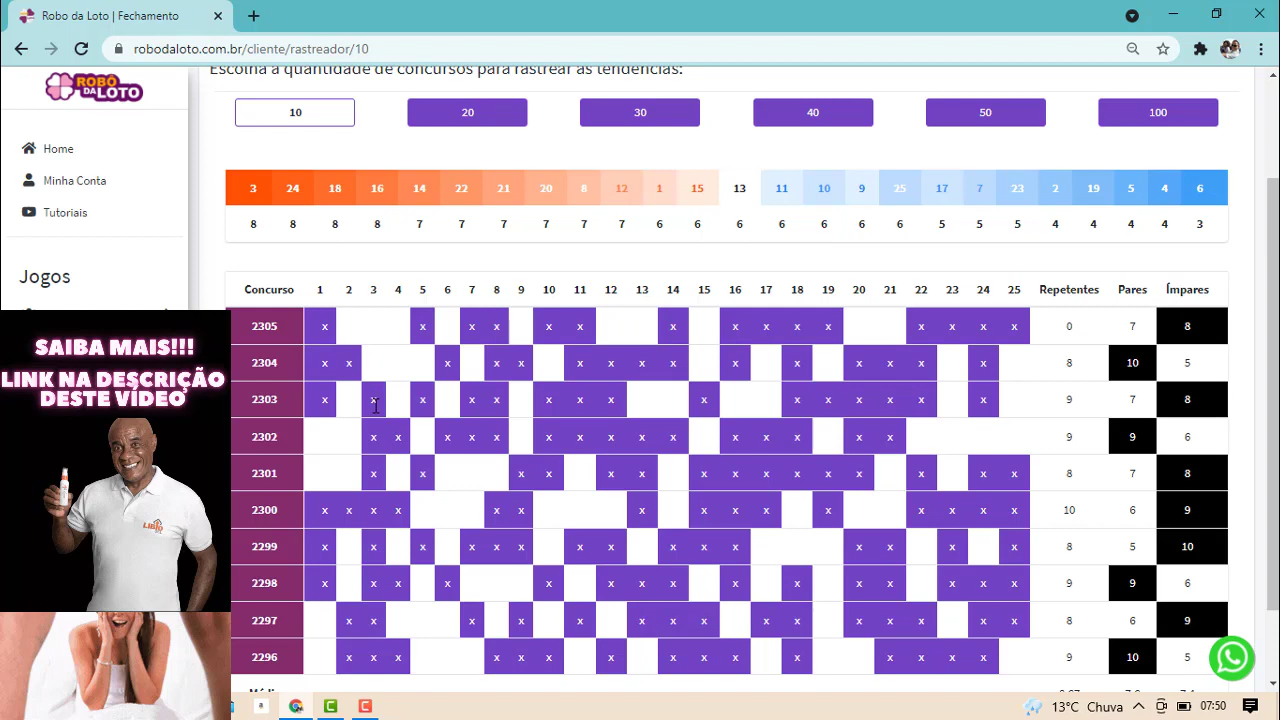 Robo da Loto | Fechamento
robodaloto.com.br/cliente/rastreador/10
ROBÔ DA LOTO
Escolha a quantidade de concursos para rastrear as tendências:
10 20 30 40 50 100
Home
Minha Conta
Tutoriais
Jogos
3 24 18 16 14 22 21 20 8 12 1 15 13 11 10 9 25 17 7 23 2 19 5 4 6
8 8 8 8 7 7 7 7 7 7 6 6 6 6 6 6 6 5 5 5 4 4 4 4 3
Concurso 1 2 3 4 5 6 7 8 9 10 11 12 13 14 15 16 17 18 19 20 21 22 23 24 25 Repetentes Pares Ímpares
2305 x x x x x x x x x x x x x x x 0 7 8
2304 x x x x x x x x x x x x x x x 8 10 5
2303 x x x x x x x x x x x x x x x 9 7 8
2302 x x x x x x x x x x x x x x x 9 9 6
2301 x x x x x x x x x x x x x x x 8 7 8
2300 x x x x x x x x x x x x x x x 10 6 9
2299 x x x x x x x x x x x x x x x 8 5 10
2298 x x x x x x x x x x x x x x x 9 9 6
2297 x x x x x x x x x x x x x x x 8 6 9
2296 x x x x x x x x x x x x x x x 9 10 5
SAIBA MAIS!!!
LINK NA DESCRIÇÃO
DESTE VÍDEO
LIBIO
13°C Chuva 07:50